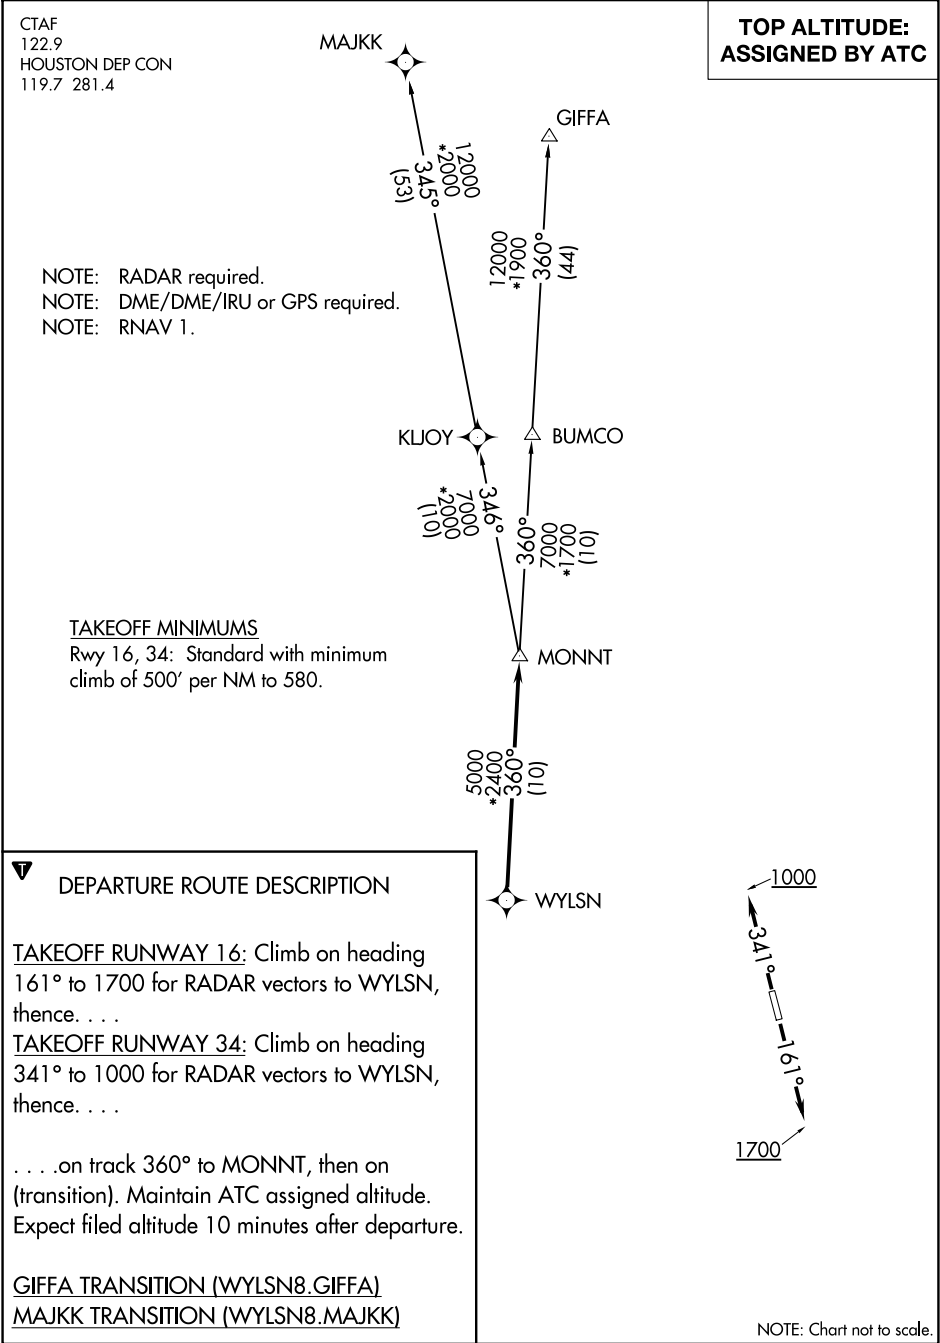 CTAF
122.9
HOUSTON DEP CON
119.7 281.4
TOP ALTITUDE:
ASSIGNED BY ATC
MAJKK
GIFFA
12000
*2000
345°
(53)
12000
*1900
360°
(44)
NOTE: RADAR required.
NOTE: DME/DME/IRU or GPS required.
NOTE: RNAV 1.
KLJOY
BUMCO
346°
7000
*2000
(10)
360°
7000
*1700
(10)
TAKEOFF MINIMUMS
Rwy 16, 34: Standard with minimum
climb of 500' per NM to 580.
MONNT
5000
*2400
360°
(10)
WYLSN
T
DEPARTURE ROUTE DESCRIPTION
TAKEOFF RUNWAY 16: Climb on heading
161° to 1700 for RADAR vectors to WYLSN,
thence. . . .
TAKEOFF RUNWAY 34: Climb on heading
341° to 1000 for RADAR vectors to WYLSN,
thence. . . .
. . . .on track 360° to MONNT, then on
(transition). Maintain ATC assigned altitude.
Expect filed altitude 10 minutes after departure.
GIFFA TRANSITION (WYLSN8.GIFFA)
MAJKK TRANSITION (WYLSN8.MAJKK)
1000
341°
161°
1700
NOTE: Chart not to scale.